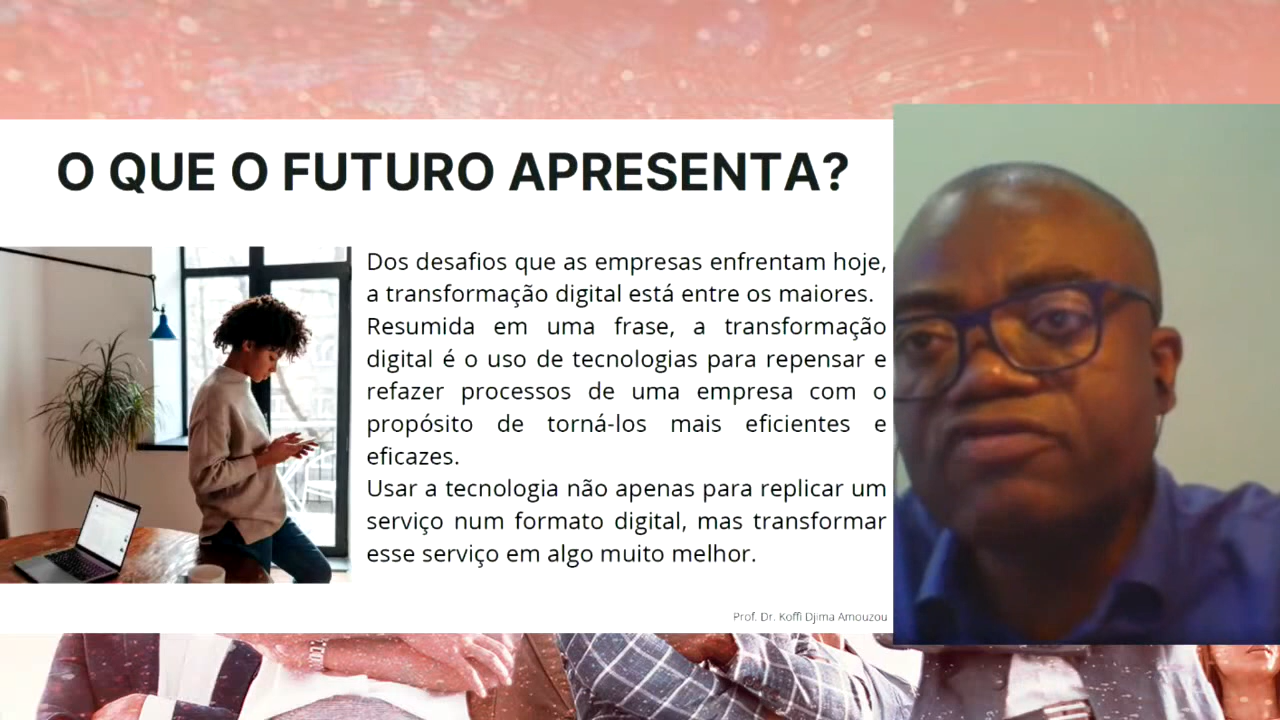 O QUE O FUTURO APRESENTA?
Dos desafios que as empresas enfrentam hoje,
a transformação digital está entre os maiores.
Resumida em uma frase, a transformação
digital é o uso de tecnologias para repensar e
refazer processos de uma empresa com o
propósito de torná-los mais eficientes e
eficazes.
Usar a tecnologia não apenas para replicar um
serviço num formato digital, mas transformar
esse serviço em algo muito melhor.
Prof. Dr. Koffi Djima Amouzou